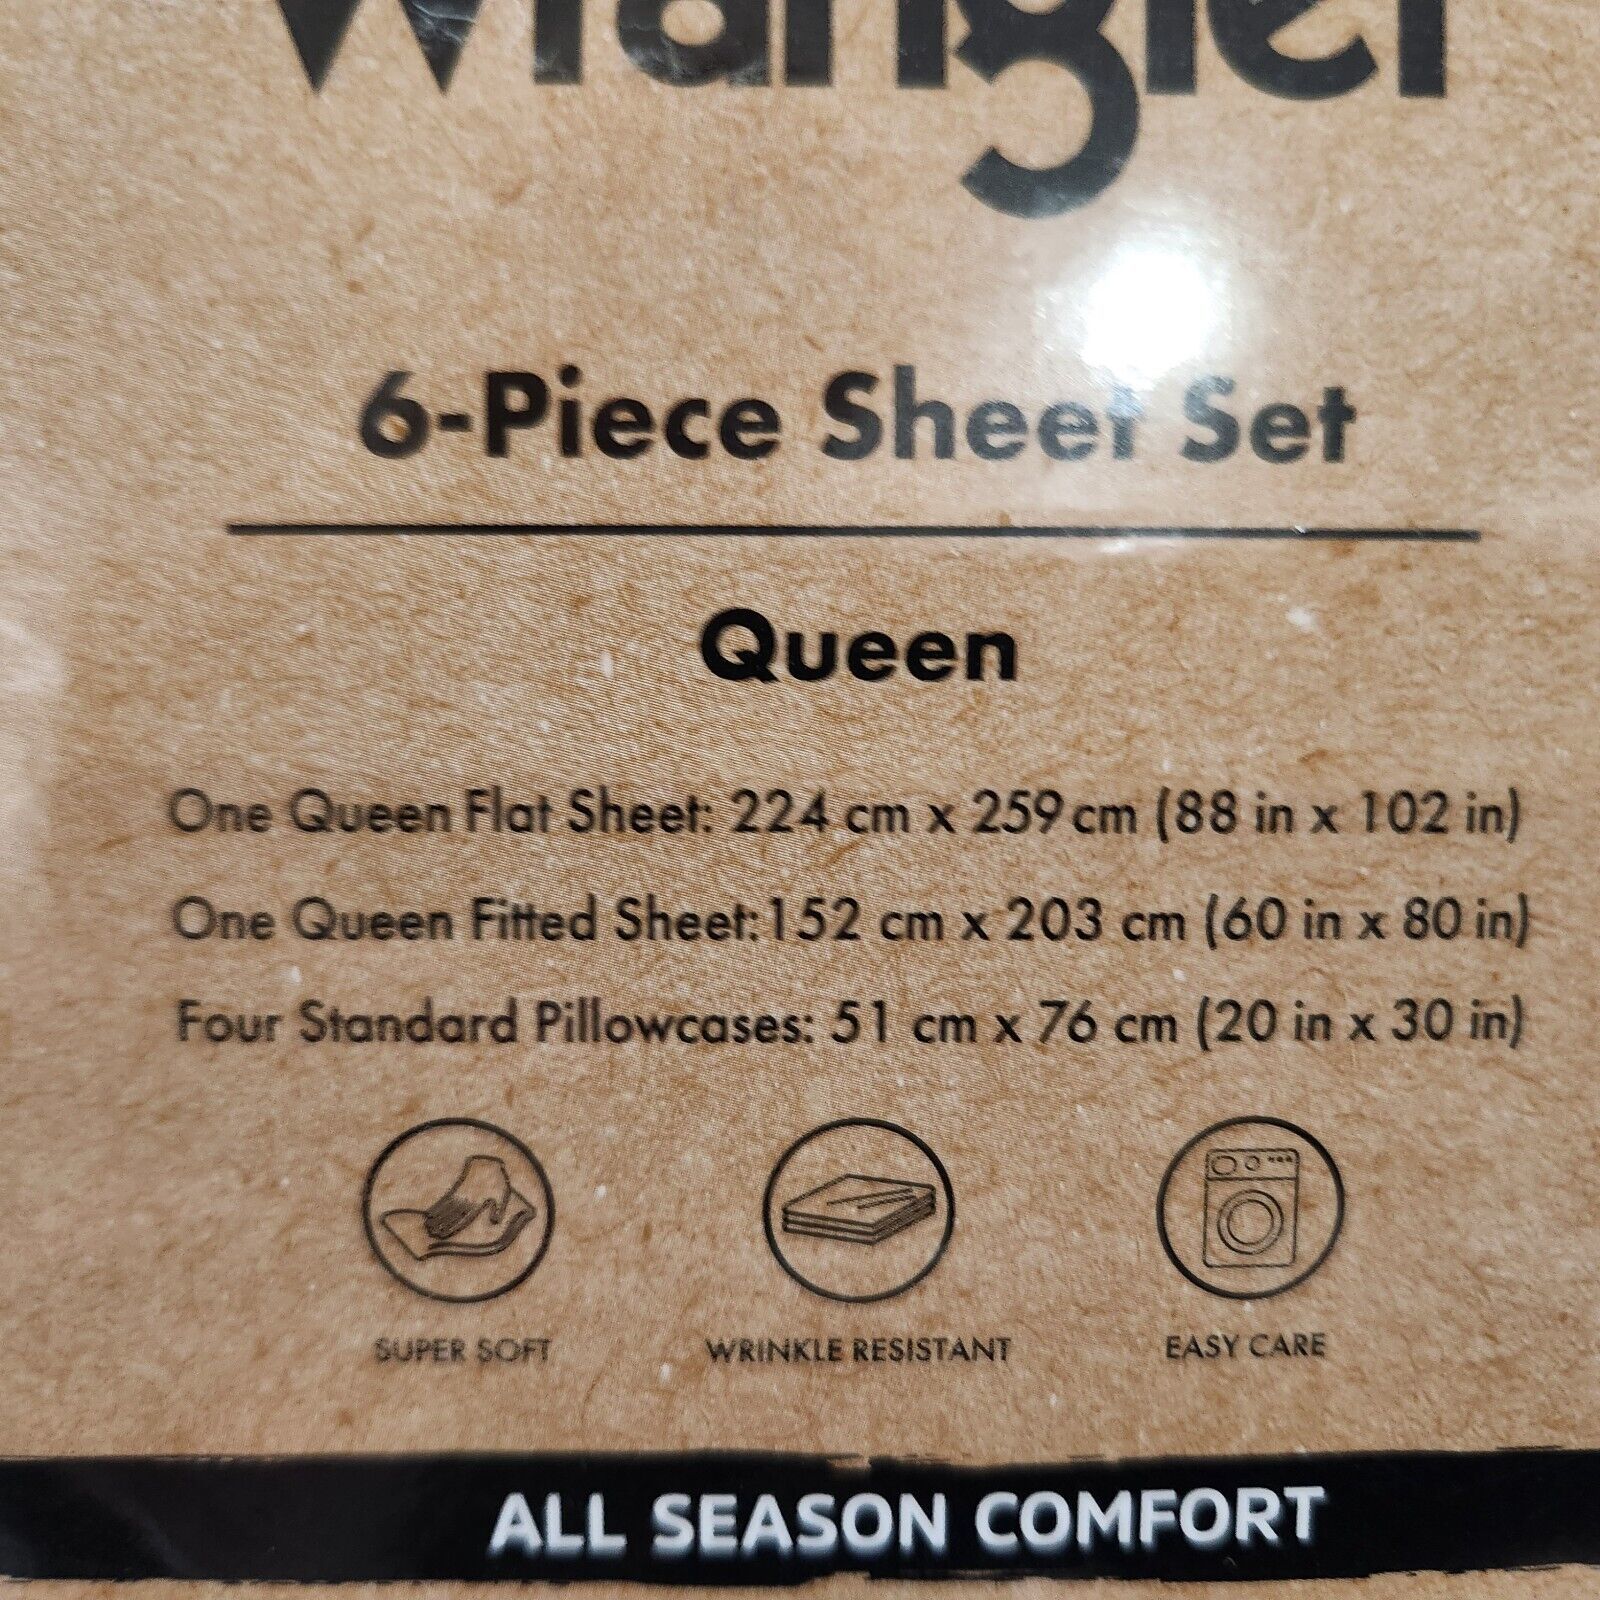 Wrangler
6-Piece Sheet Set
Queen
One Queen Flat Sheet: 224 cm x 259 cm (88 in x 102 in)
One Queen Fitted Sheet:152 cm x 203 cm (60 in x 80 in)
Four Standard Pillowcases: 51 cm x 76 cm (20 in x 30 in)
SUPER SOFT
WRINKLE RESISTANT
EASY CARE
ALL SEASON COMFORT